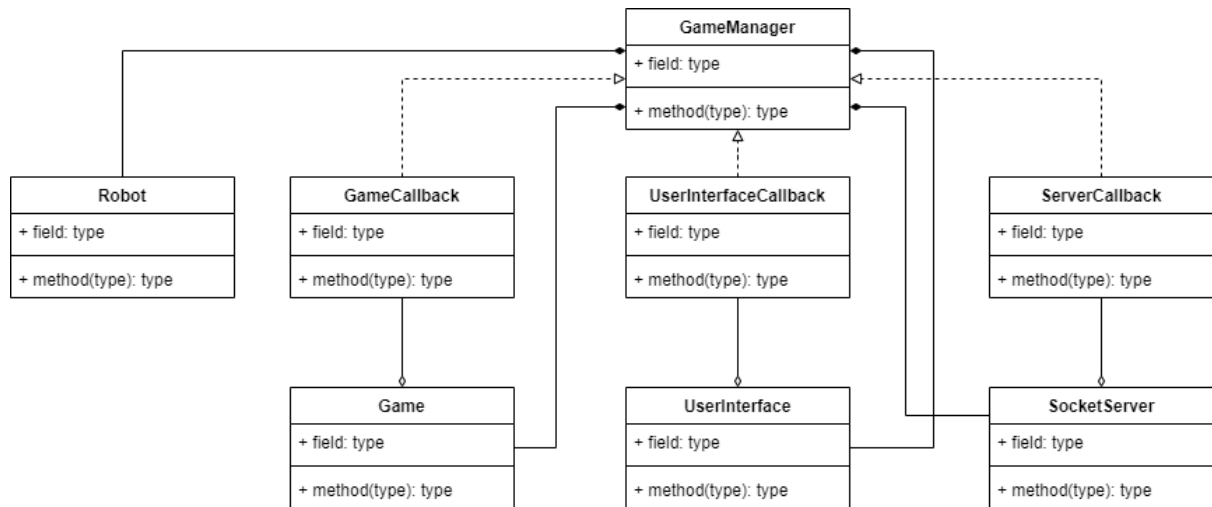 GameManager
+ field: type
+ method(type): type
Robot
+ field: type
+ method(type): type
GameCallback
+ field: type
+ method(type): type
UserInterfaceCallback
+ field: type
+ method(type): type
ServerCallback
+ field: type
+ method(type): type
Game
+ field: type
+ method(type): type
UserInterface
+ field: type
+ method(type): type
SocketServer
+ field: type
+ method(type): type